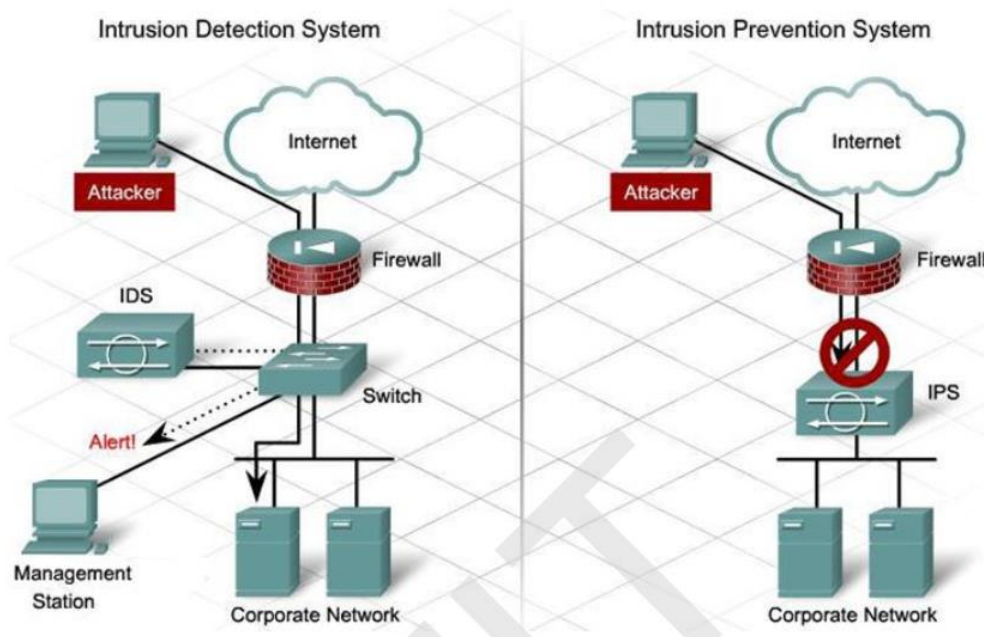 Intrusion Detection System
Internet
Attacker
Firewall
IDS
Switch
Alert!
Management
Station
Corporate Network
Intrusion Prevention System
Internet
Attacker
Firewall
IPS
Corporate Network